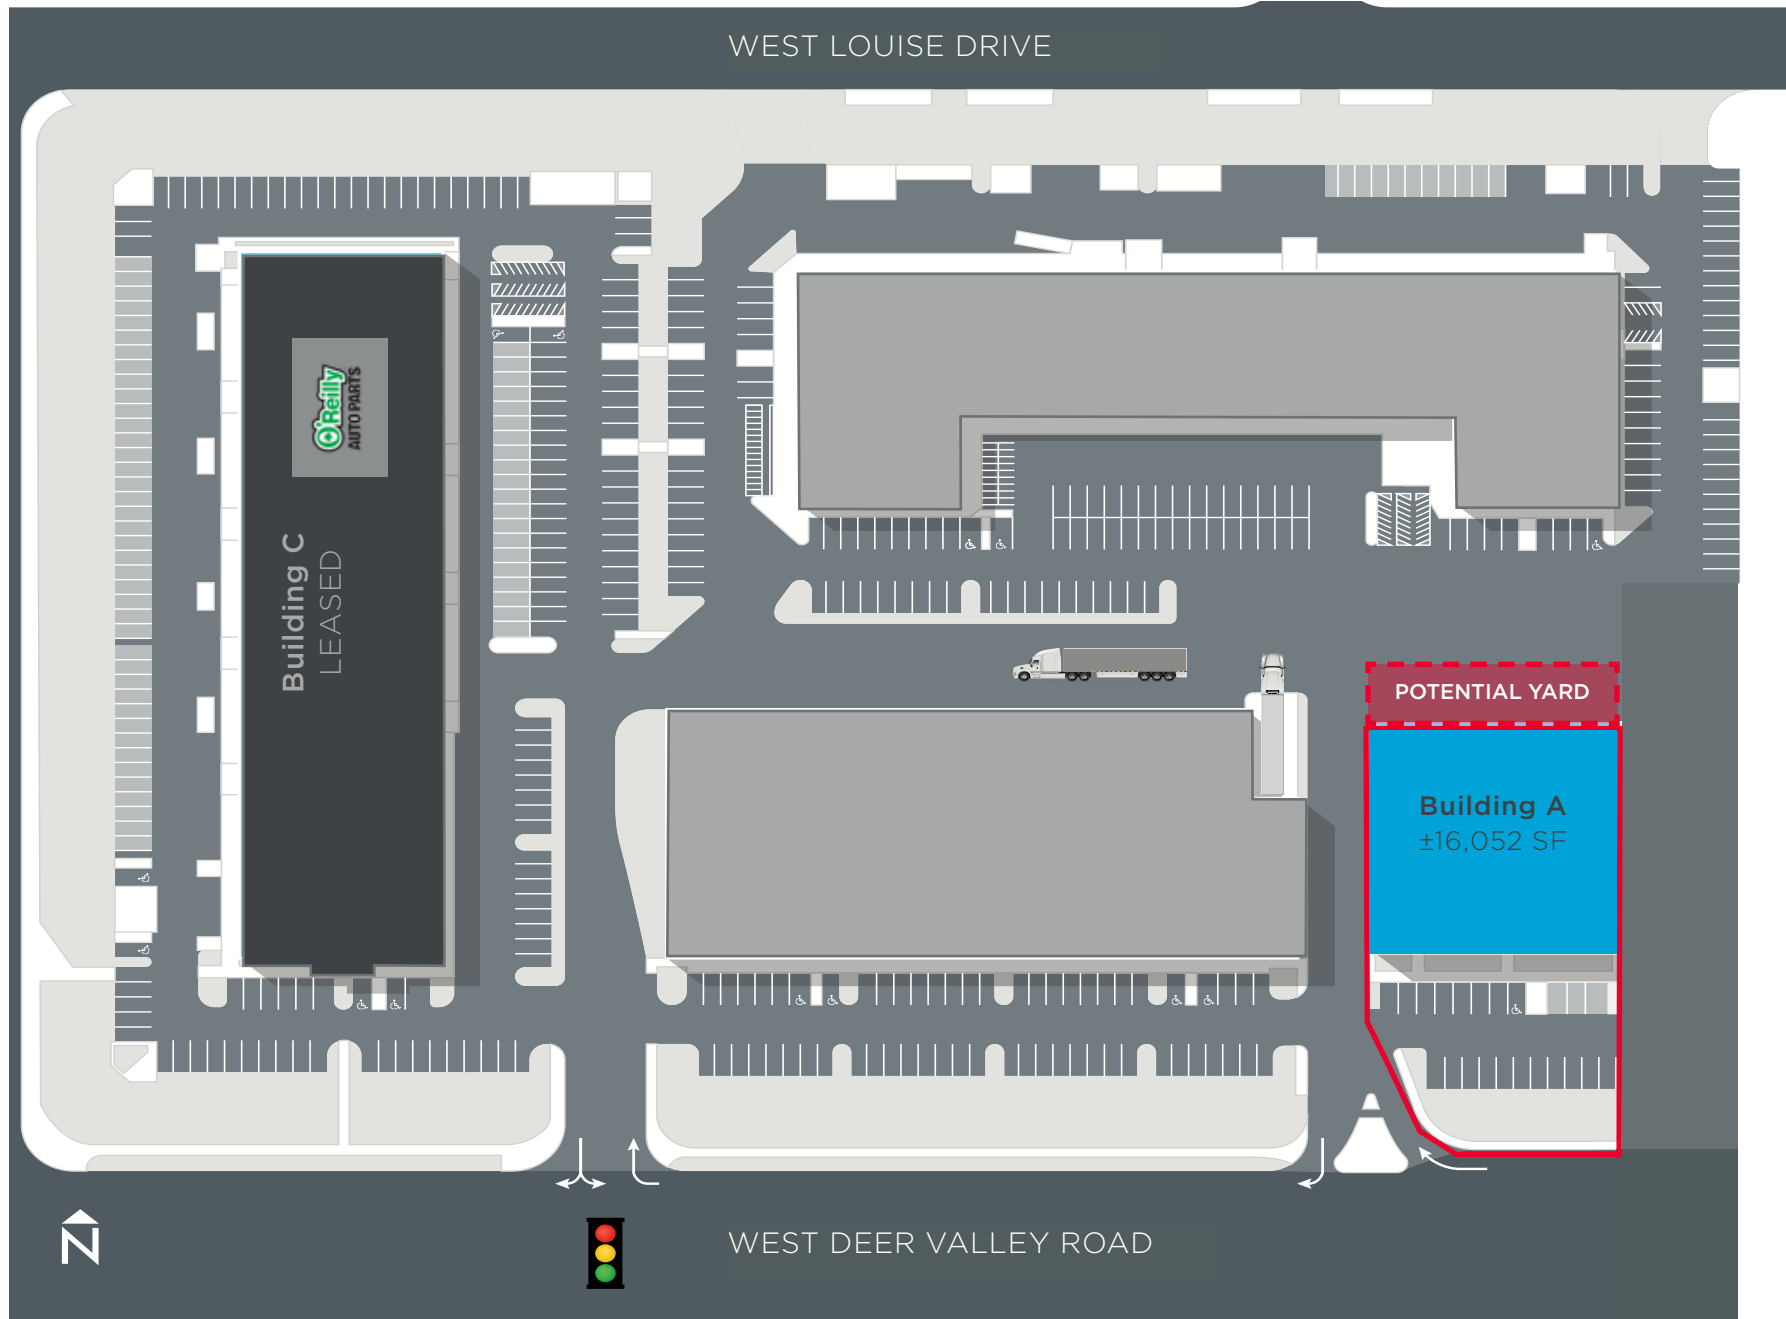 WEST LOUISE DRIVE
O'Reilly
AUTO PARTS
Building C
LEASED
POTENTIAL YARD
Building A
±16,052 SF
N
WEST DEER VALLEY ROAD